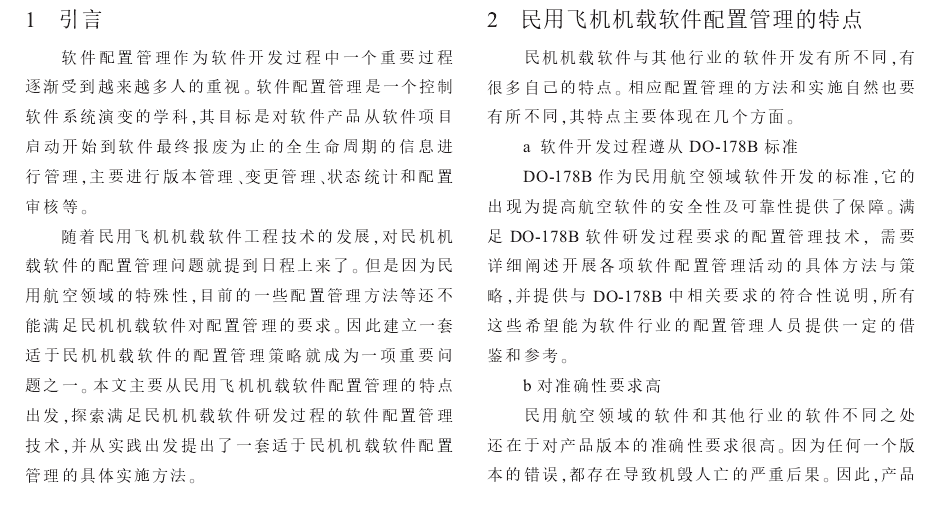 1 引言
软件配置管理作为软件开发过程中一个重要过程
逐渐受到越来越多人的重视。软件配置管理是一个控制
软件系统演变的学科,其目标是对软件产品从软件项目
启动开始到软件最终报废为止的全生命周期的信息进
行管理,主要进行版本管理、变更管理、状态统计和配置
审核等。
随着民用飞机机载软件工程技术的发展,对民机机
载软件的配置管理问题就提到日程上来了。但是因为民
用航空领域的特殊性,目前的一些配置管理方法等还不
能满足民机机载软件对配置管理的要求。因此建立一套
适于民机机载软件的配置管理策略就成为一项重要问
题之一。本文主要从民用飞机机载软件配置管理的特点
出发,探索满足民机机载软件研发过程的软件配置管理
技术,并从实践出发提出了一套适于民机机载软件配置
管理的具体实施方法。
2 民用飞机机载软件配置管理的特点
民机机载软件与其他行业的软件开发有所不同,有
很多自己的特点。相应配置管理的方法和实施自然也要
有所不同,其特点主要体现在几个方面。
a 软件开发过程遵从 DO-178B 标准
DO-178B 作为民用航空领域软件开发的标准,它的
出现为提高航空软件的安全性及可靠性提供了保障。满
足 DO-178B 软件研发过程要求的配置管理技术，需要
详细阐述开展各项软件配置管理活动的具体方法与策
略,并提供与 DO-178B 中相关要求的符合性说明,所有
这些希望能为软件行业的配置管理人员提供一定的借
鉴和参考。
b 对准确性要求高
民用航空领域的软件和其他行业的软件不同之处
还在于对产品版本的准确性要求很高。因为任何一个版
本的错误,都存在导致机毁人亡的严重后果。因此,产品